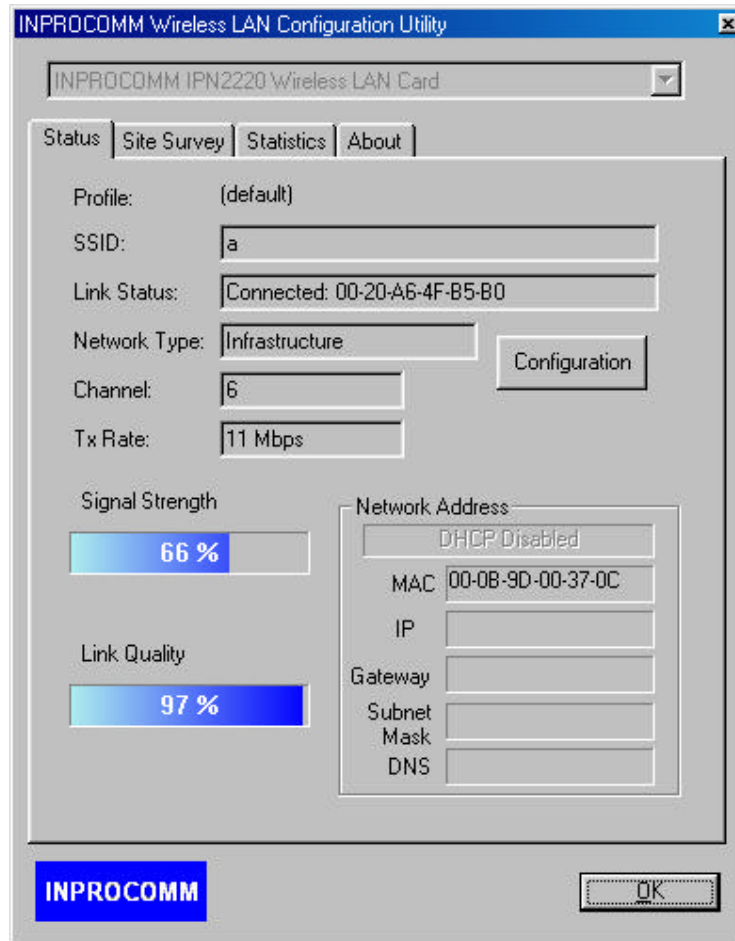 INPROCOMM Wireless LAN Configuration Utility
INPROCOMM IPN2220 Wireless LAN Card
Status Site Survey Statistics About
Profile: (default)
SSID: a
Link Status: Connected: 00-20-A6-4F-B5-B0
Network Type: Infrastructure
Configuration
Channel: 6
Tx Rate: 11 Mbps
Signal Strength
66 %
Link Quality
97 %
Network Address
DHCP Disabled
MAC 00-0B-9D-00-37-0C
IP
Gateway
Subnet
Mask
DNS
INPROCOMM
OK